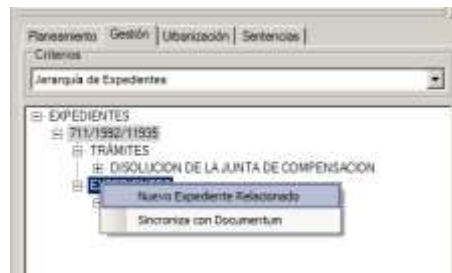 Planeamiento Gestión Urbanización Sentencias
Criterios
Jerarquía de Expedientes
EXPEDIENTES
711/1992/11935
TRÁMITES
DISOLUCION DE LA JUNTA DE COMPENSACION
Nuevo Expediente Relacionado
Sincroniza con Documentum